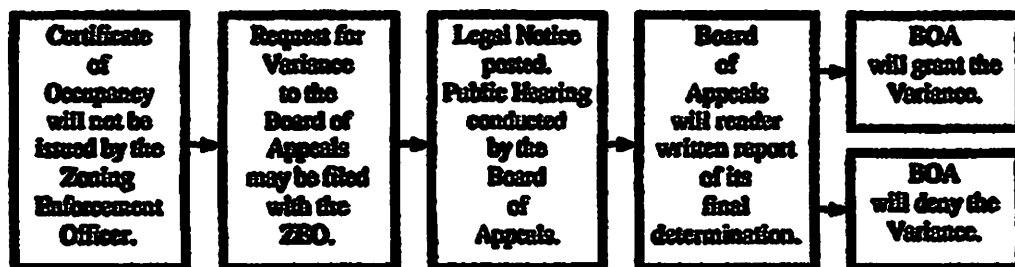 Certificate
of
Occupancy
will not be
issued by the
Zoning
Enforcement
Officer.
Request for
Variance
to the
Board of
Appeals
may be filed
with the
ZEO.
Legal Notice
posted.
Public Hearing
conducted
by the
Board
of
Appeals.
Board
of
Appeals
will render
written report
of its
final
determination.
BOA
will grant the
Variance.
BOA
will deny the
Variance.